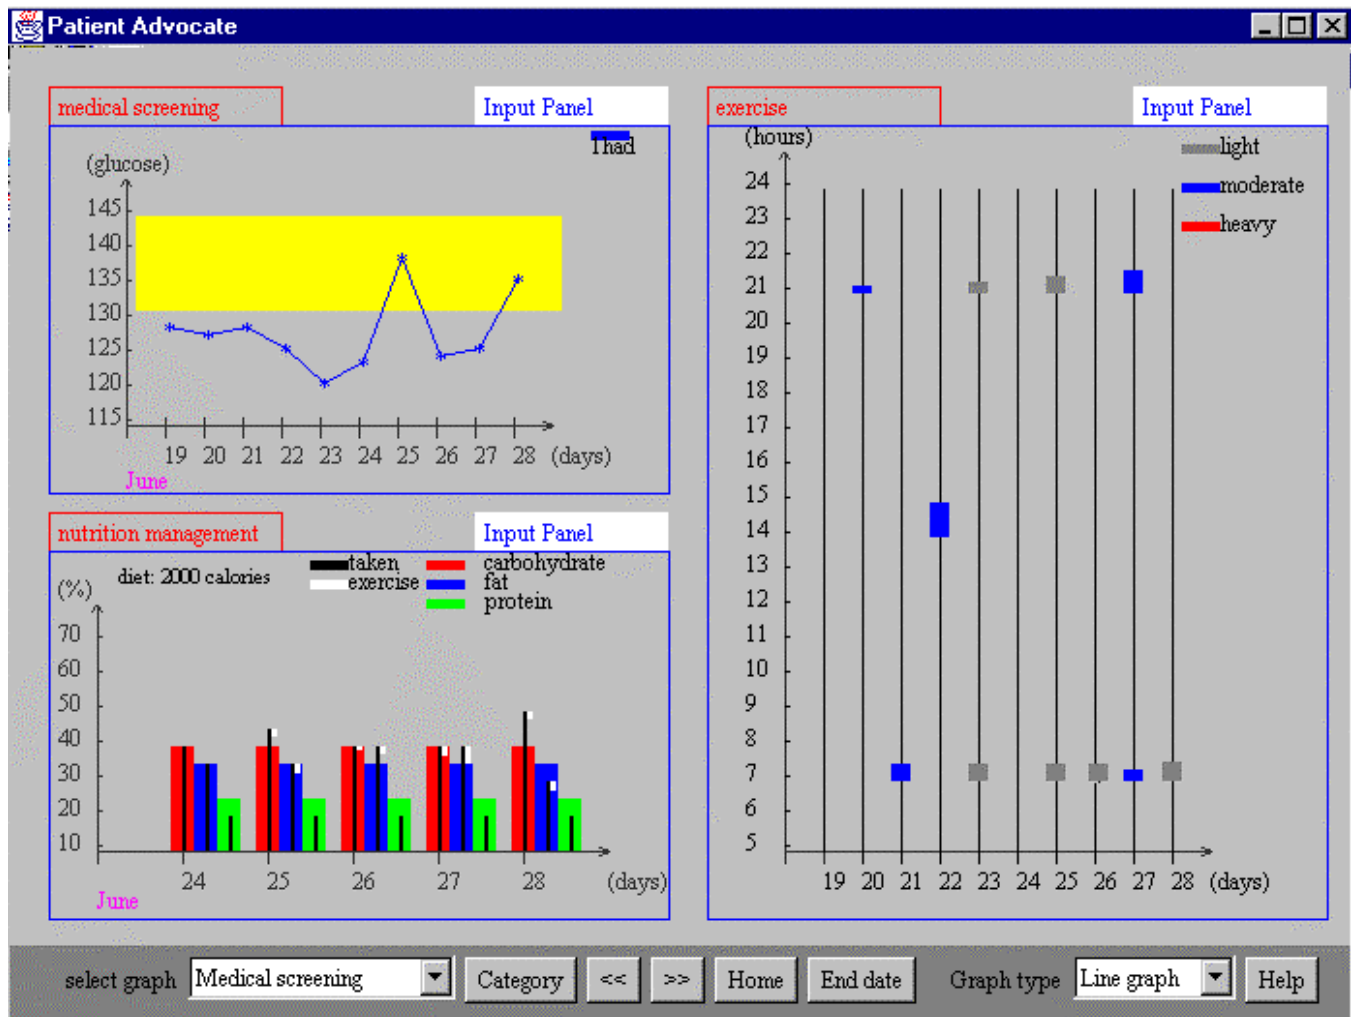 Patient Advocate
medical screening
Input Panel
Thad
(glucose)
145
140
135
130
125
120
115
19 20 21 22 23 24 25 26 27 28 (days)
June
nutrition management
Input Panel
diet: 2000 calories
taken
exercise
carbohydrate
fat
protein
(%)
70
60
50
40
30
20
10
24 25 26 27 28 (days)
June
exercise
Input Panel
(hours)
light
moderate
heavy
24
23
22
21
20
19
18
17
16
15
14
13
12
11
10
9
8
7
6
5
19 20 21 22 23 24 25 26 27 28 (days)
select graph Medical screening Category << >> Home End date Graph type Line graph Help